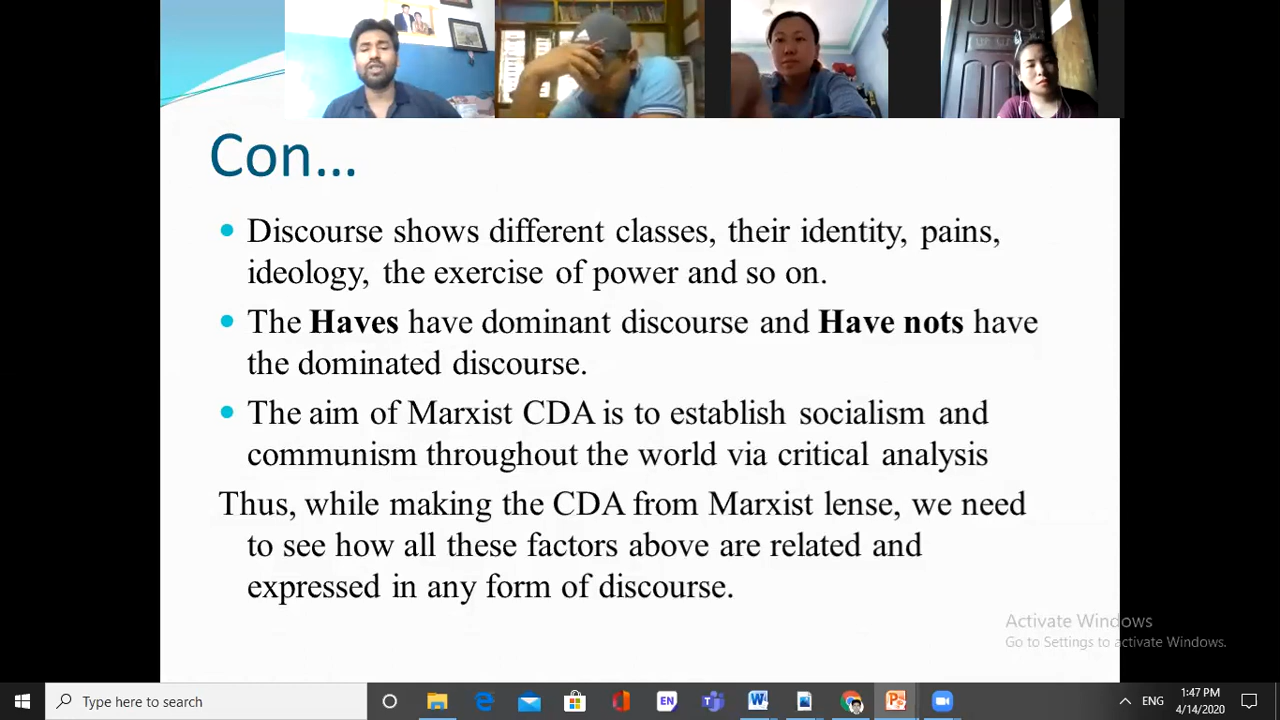 Con...
Discourse shows different classes, their identity, pains,
ideology, the exercise of power and so on.
The Haves have dominant discourse and Have nots have
the dominated discourse.
The aim of Marxist CDA is to establish socialism and
communism throughout the world via critical analysis
Thus, while making the CDA from Marxist lense, we need
to see how all these factors above are related and
expressed in any form of discourse.
Activate Windows
Go to Settings to activate Windows.
Type here to search
EN
ENG
1:47 PM
4/14/2020